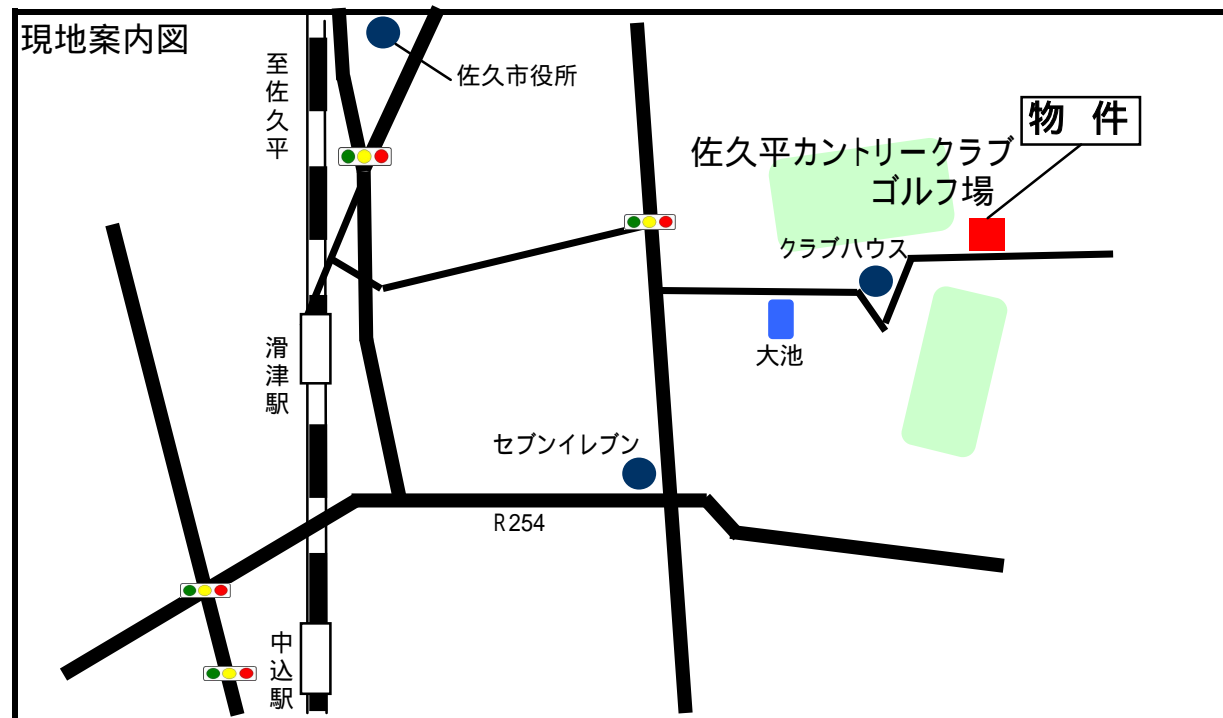 現地案内図
至佐久平
佐久市役所
物 件
佐久平カントリークラブ
ゴルフ場
クラブハウス
大池
滑津駅
セブンイレブン
R254
中込駅